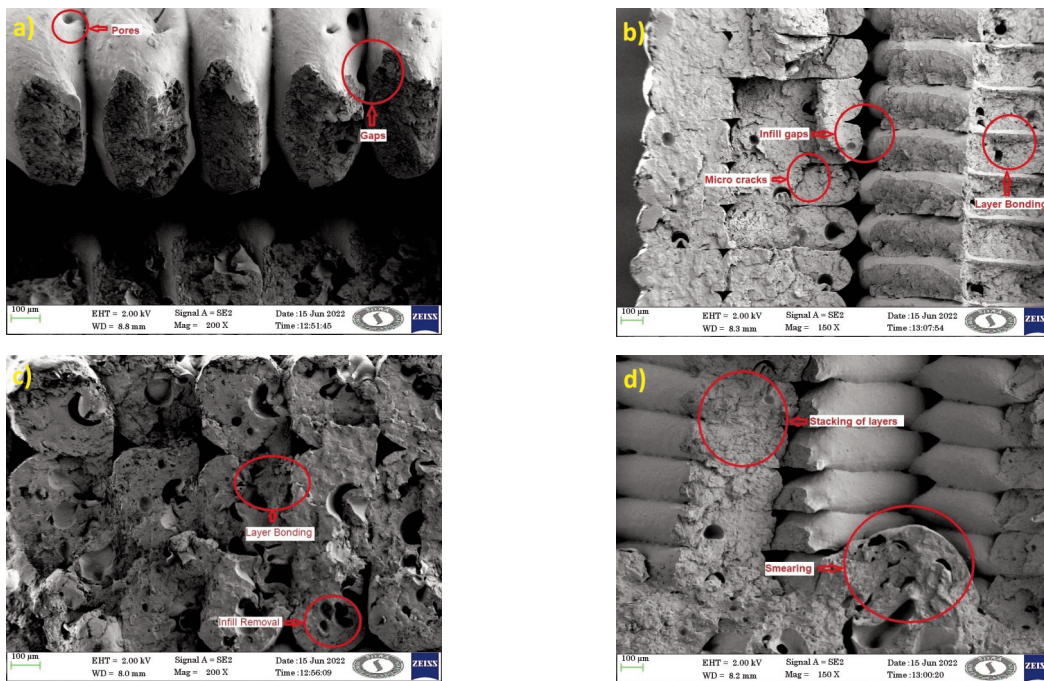 a)
Pores
Gaps
100 µm
EHT = 2.00 kV
Signal A = SE2
Date :15 Jun 2022
WD = 8.8 mm
Mag = 200 X
Time :12:51:45
ZEISS
b)
Infill gaps
Micro cracks
Layer Bonding
100 µm
EHT = 2.00 kV
Signal A = SE2
Date :15 Jun 2022
WD = 8.3 mm
Mag = 150 X
Time :13:07:54
ZEISS
c)
Layer Bonding
Infill Removal
100 µm
EHT = 2.00 kV
Signal A = SE2
Date :15 Jun 2022
WD = 8.0 mm
Mag = 200 X
Time :12:56:09
ZEISS
d)
Stacking of layers
Smearing
100 µm
EHT = 2.00 kV
Signal A = SE2
Date :15 Jun 2022
WD = 8.2 mm
Mag = 150 X
Time :13:00:20
ZEISS